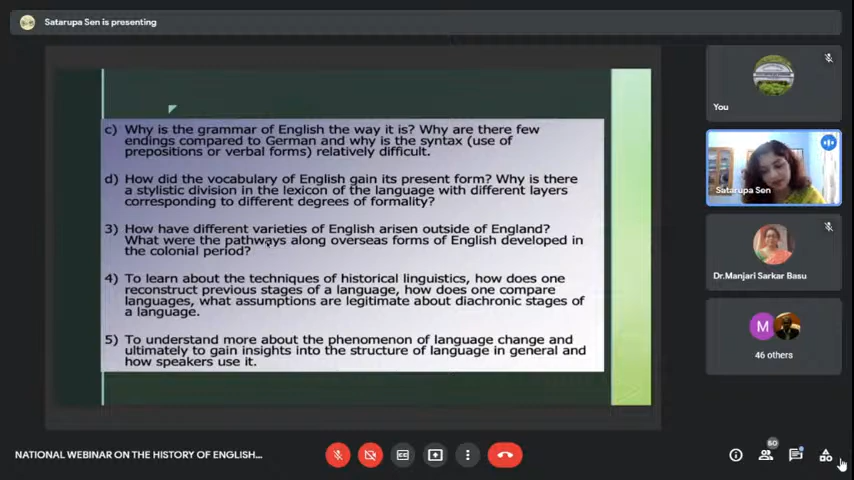 Satarupa Sen is presenting
c) Why is the grammar of English the way it is? Why are there few
endings compared to German and why is the syntax (use of
prepositions or verbal forms) relatively difficult.
d) How did the vocabulary of English gain its present form? Why is there
a stylistic division in the lexicon of the language with different layers
corresponding to different degrees of formality?
3) How have different varieties of English arisen outside of England?
What were the pathways along overseas forms of English developed in
the colonial period?
4) To learn about the techniques of historical linguistics, how does one
reconstruct previous stages of a language, how does one compare
languages, what assumptions are legitimate about diachronic stages of
a language.
5) To understand more about the phenomenon of language change and
ultimately to gain insights into the structure of language in general and
how speakers use it.
You
Satarupa Sen
Dr.Manjari Sarkar Basu
M
46 others
NATIONAL WEBINAR ON THE HISTORY OF ENGLISH...
CC
60